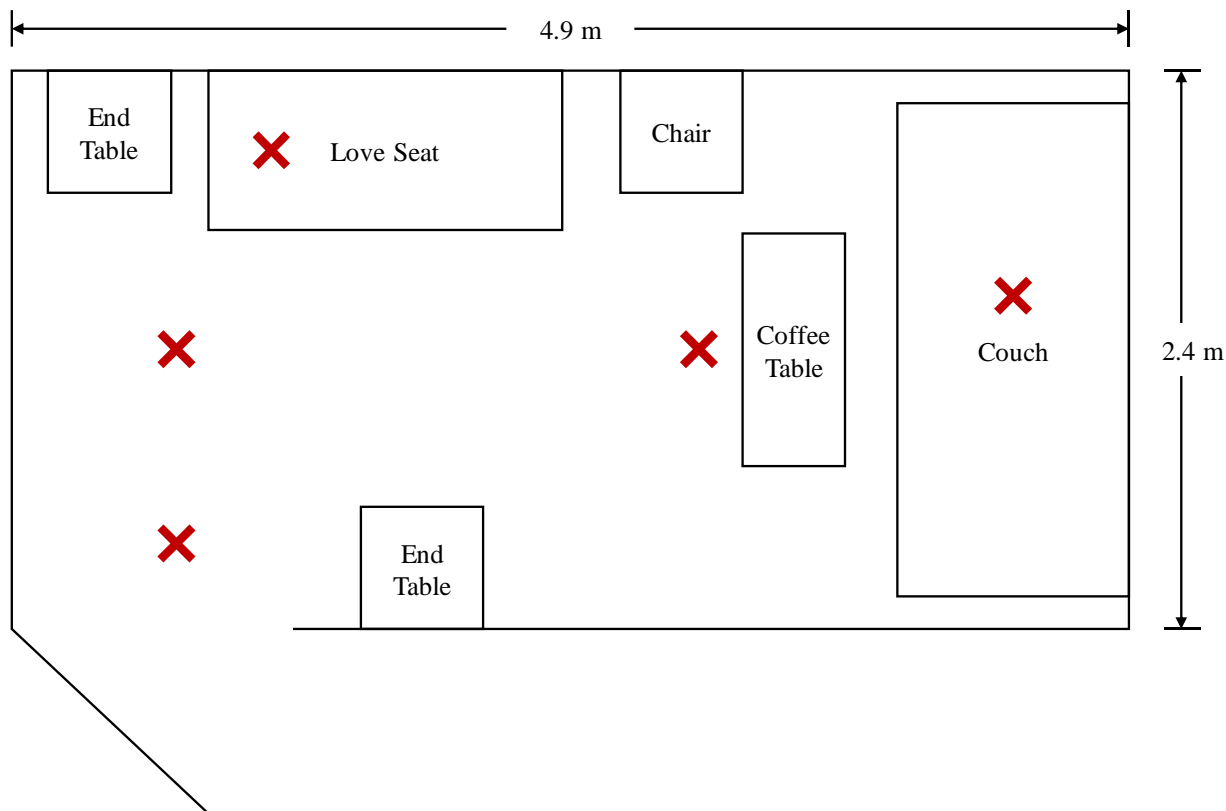 4.9 m
End
Table
Love Seat
Chair
Coffee
Table
Couch
2.4 m
End
Table